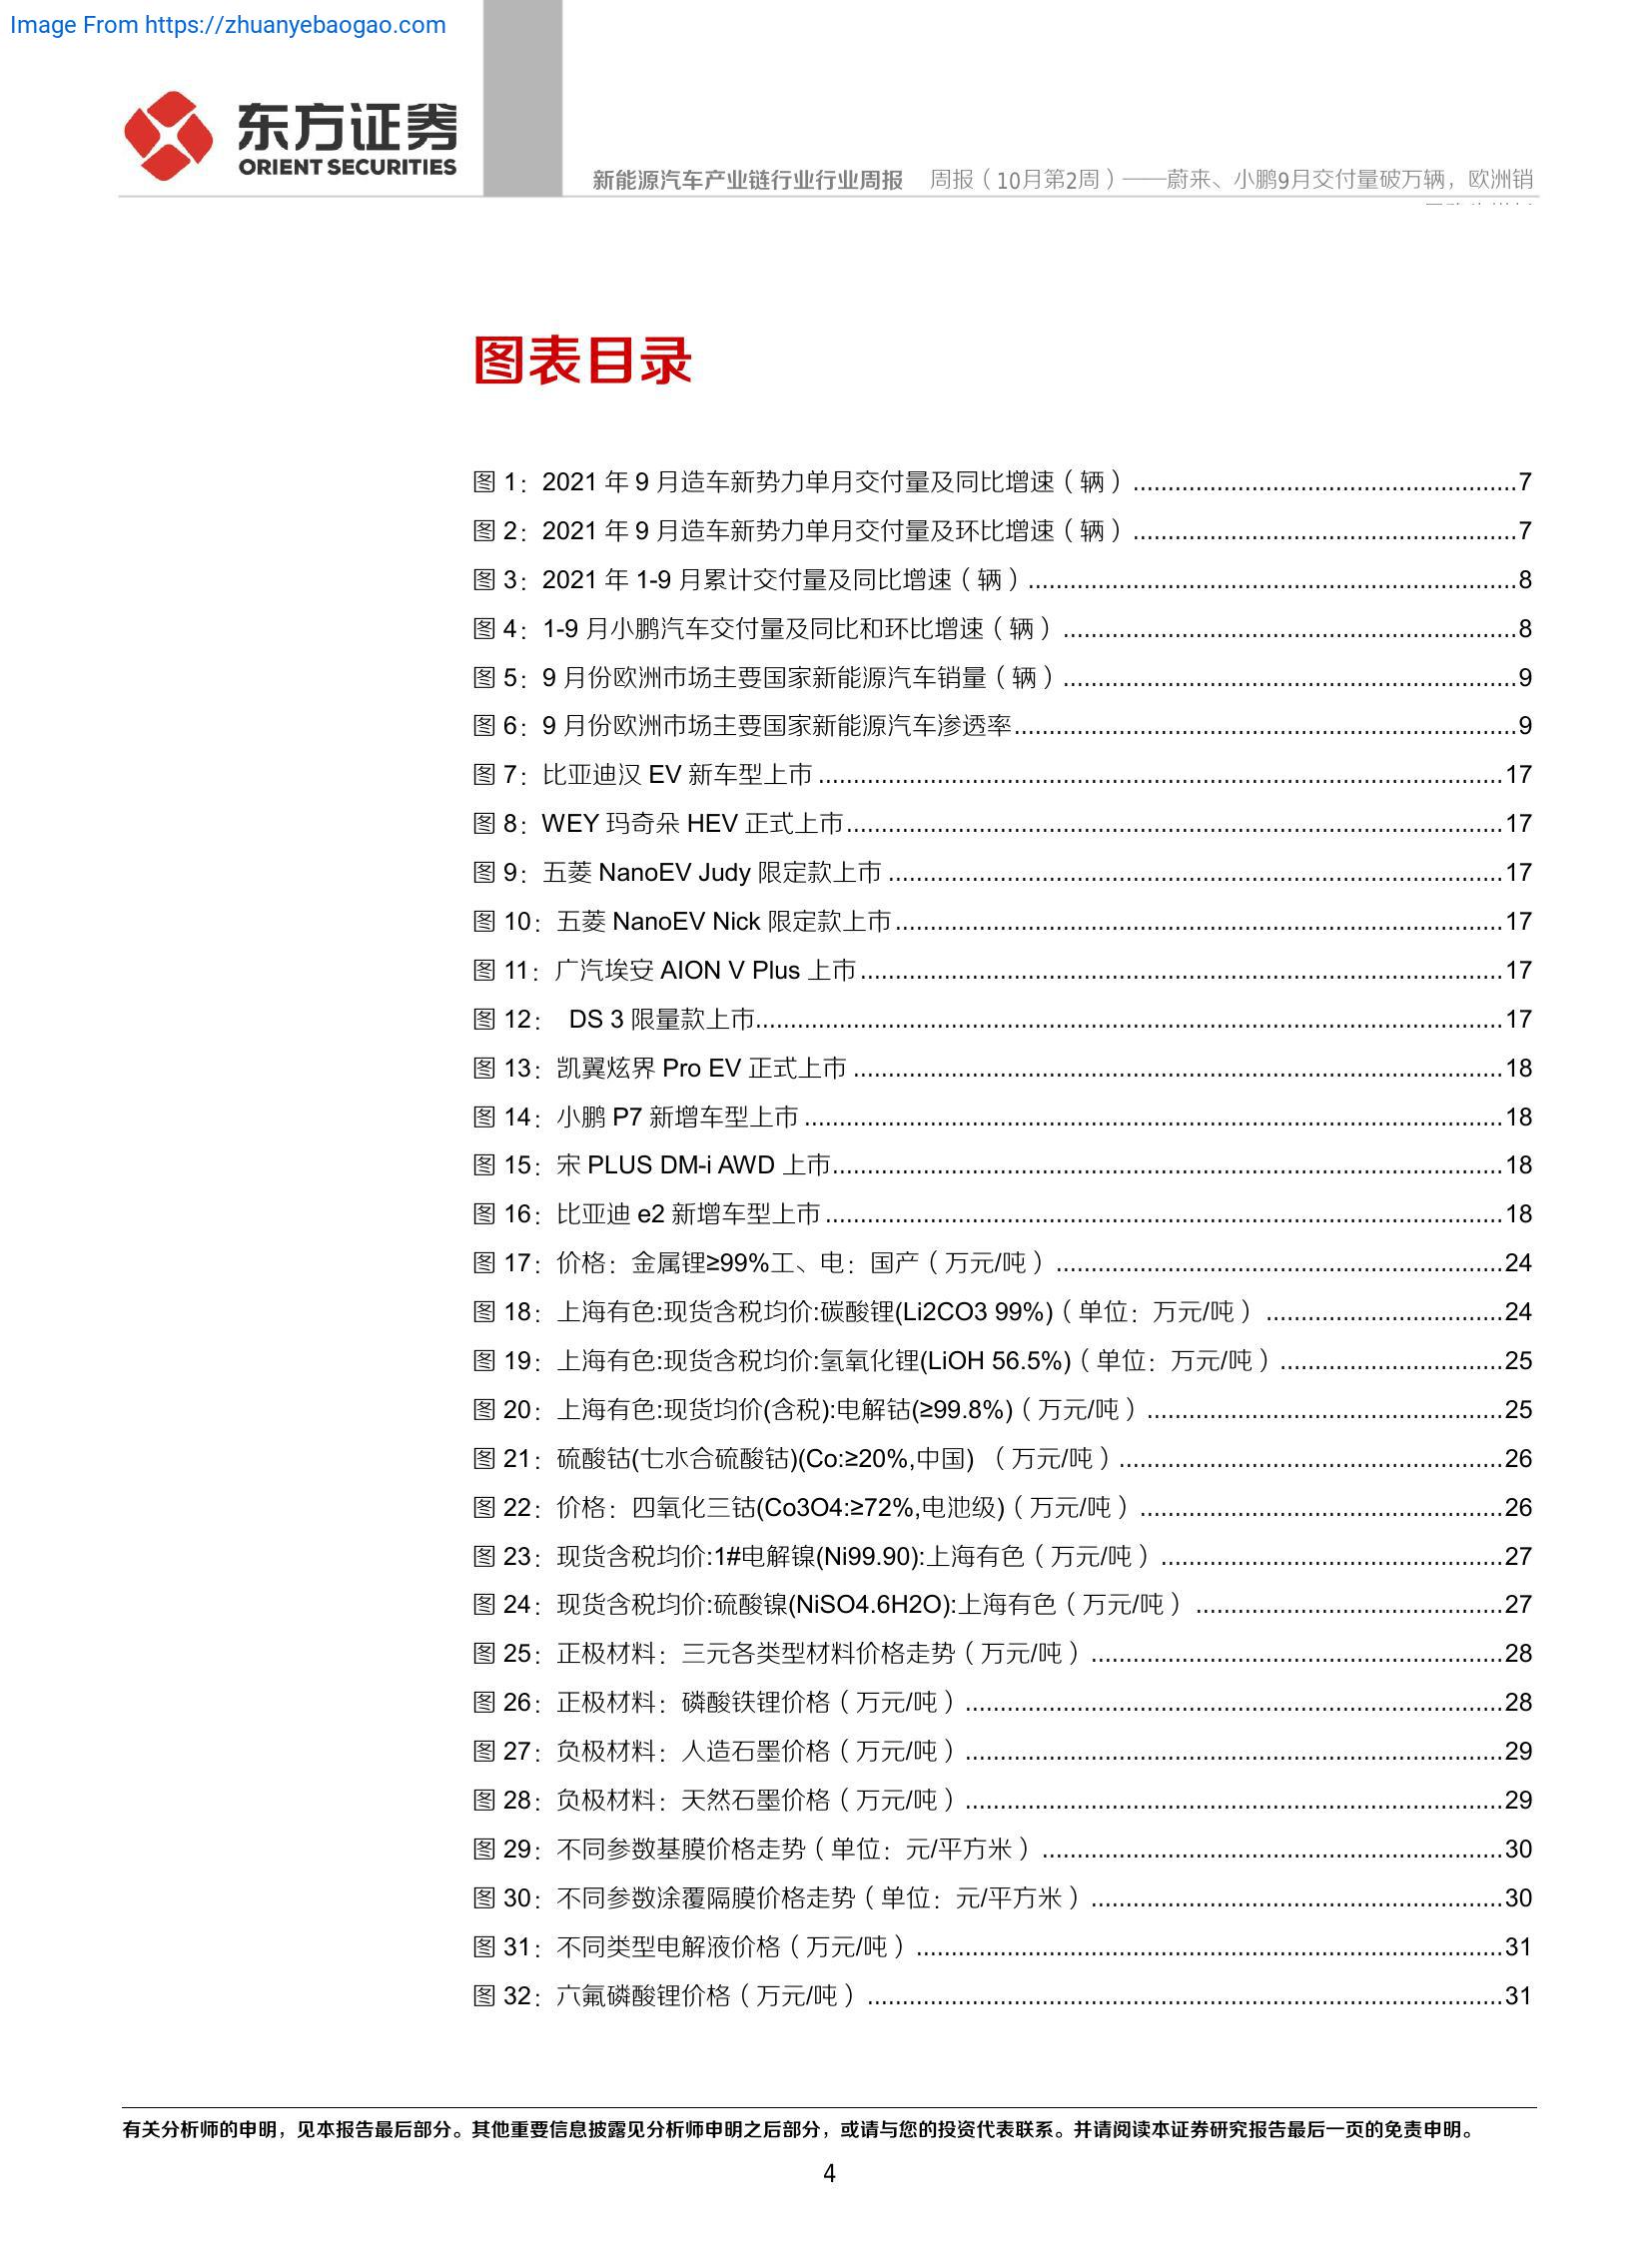 Image From https://zhuanyebaogao.com
东方证券
ORIENT SECURITIES
新能源汽车产业链行业行业周报 周报（10月第2周）——蔚来、小鹏9月交付量破万辆，欧洲销
图表目录
图 1：2021 年 9 月造车新势力单月交付量及同比增速（辆）......................................................7
图 2：2021 年 9 月造车新势力单月交付量及环比增速（辆）......................................................7
图 3：2021 年 1-9 月累计交付量及同比增速（辆）......................................................8
图 4：1-9 月小鹏汽车交付量及同比和环比增速（辆）......................................................8
图 5：9 月份欧洲市场主要国家新能源汽车销量（辆）......................................................9
图 6：9 月份欧洲市场主要国家新能源汽车渗透率......................................................9
图 7：比亚迪汉 EV 新车型上市......................................................17
图 8：WEY 玛奇朵 HEV 正式上市......................................................17
图 9：五菱 NanoEV Judy 限定款上市......................................................17
图 10：五菱 NanoEV Nick 限定款上市......................................................17
图 11：广汽埃安 AION V Plus 上市......................................................17
图 12： DS 3 限量款上市......................................................17
图 13：凯翼炫界 Pro EV 正式上市......................................................18
图 14：小鹏 P7 新增车型上市......................................................18
图 15：宋 PLUS DM-i AWD 上市......................................................18
图 16：比亚迪 e2 新增车型上市......................................................18
图 17：价格：金属锂≥99%工、电：国产（万元/吨）......................................................24
图 18：上海有色:现货含税均价:碳酸锂(Li2CO3 99%)（单位：万元/吨）..................................24
图 19：上海有色:现货含税均价:氢氧化锂(LiOH 56.5%)（单位：万元/吨）..................................25
图 20：上海有色:现货均价(含税):电解钴(≥99.8%)（万元/吨）..................................25
图 21：硫酸钴(七水合硫酸钴)(Co:≥20%,中国) （万元/吨）..................................26
图 22：价格：四氧化三钴(Co3O4:≥72%,电池级)（万元/吨）..................................26
图 23：现货含税均价:1#电解镍(Ni99.90):上海有色（万元/吨）..................................27
图 24：现货含税均价:硫酸镍(NiSO4.6H2O):上海有色（万元/吨）..................................27
图 25：正极材料：三元各类型材料价格走势（万元/吨）......................................................28
图 26：正极材料：磷酸铁锂价格（万元/吨）......................................................28
图 27：负极材料：人造石墨价格（万元/吨）......................................................29
图 28：负极材料：天然石墨价格（万元/吨）......................................................29
图 29：不同参数基膜价格走势（单位：元/平方米）......................................................30
图 30：不同参数涂覆隔膜价格走势（单位：元/平方米）......................................................30
图 31：不同类型电解液价格（万元/吨）......................................................31
图 32：六氟磷酸锂价格（万元/吨）......................................................31
有关分析师的申明，见本报告最后部分。其他重要信息披露见分析师申明之后部分，或请与您的投资代表联系。并请阅读本证券研究报告最后一页的免责申明。
4